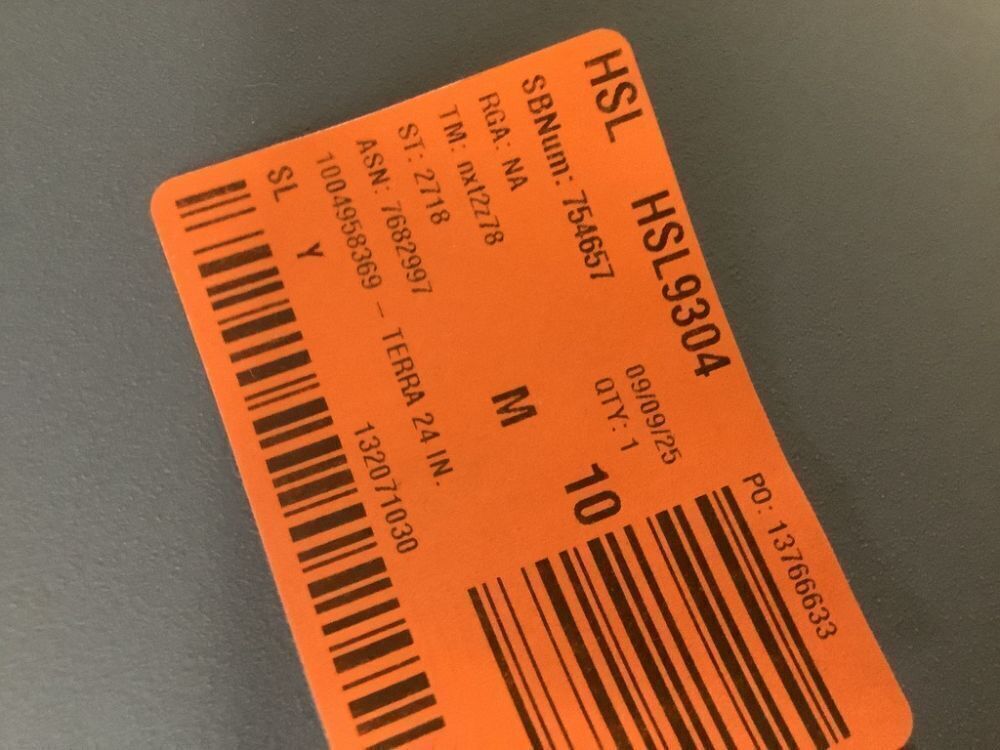 HSL HSL9304
SBNum: 754657
09/09/25
PO: 13766633
RGA: NA
QTY: 1
TM: nxt2z78
M
10
ST: 2718
ASN: 7682997
1004958369 - TERRA 24 IN.
SL Y 132071030